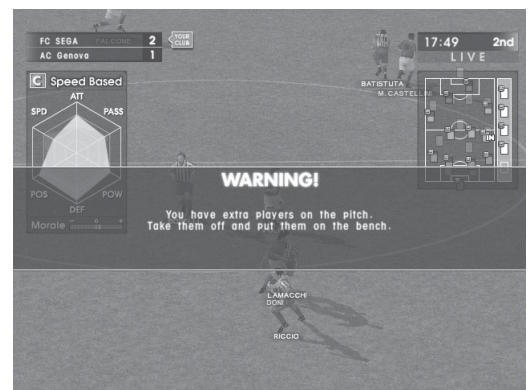 FC SEGA FALCONE 2 YOUR CLUB
AC Genova 1
17:49 2nd
LIVE
C Speed Based
ATT
SPD PASS
POS POW
DEF
Morale - 0 +
BATISTUTA
M. CASTELLINI
IN
WARNING!
You have extra players on the pitch.
Take them off and put them on the bench.
LAMACCHI
DONI
RICCIO